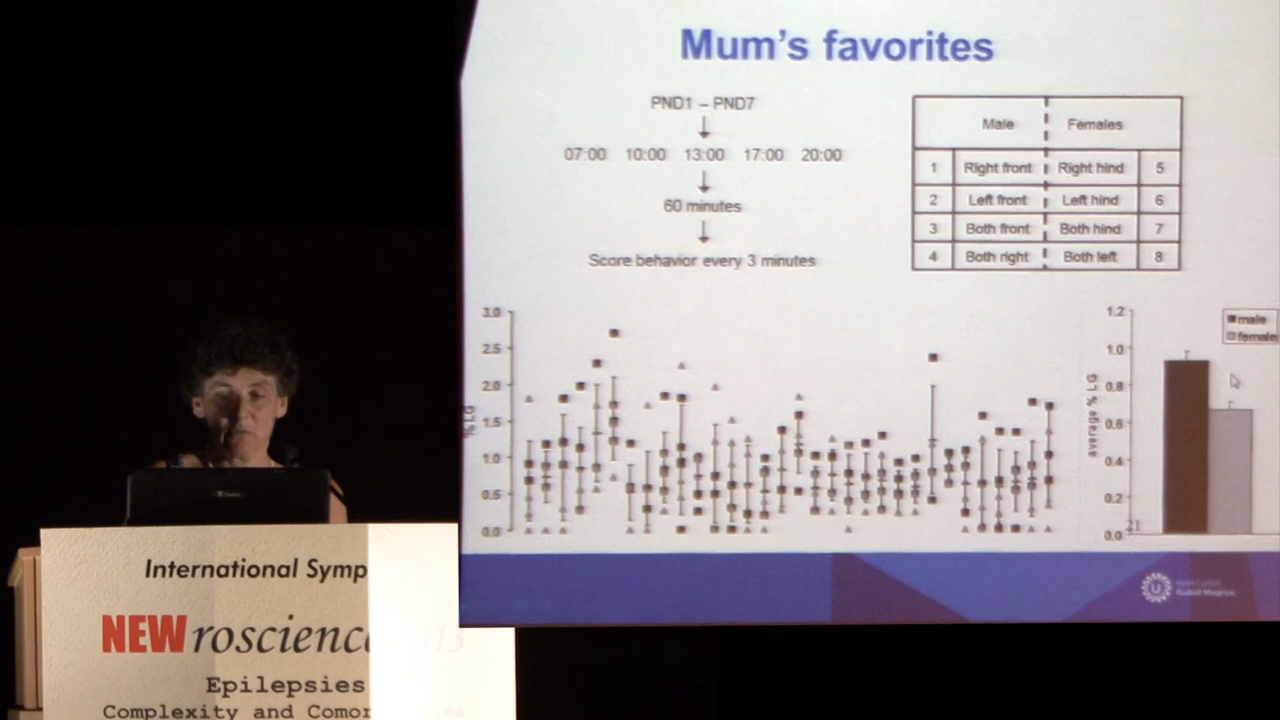 Mum's favorites
PND1 – PND7
07:00 10:00 13:00 17:00 20:00
60 minutes
Score behavior every 3 minutes
Male Females
1 Right front Right hind 5
2 Left front Left hind 6
3 Both front Both hind 7
4 Both right Both left 8
3.0
2.5
2.0
1.5
1.0
0.5
0.0
% LG
1.2
1.0
0.8
0.6
0.4
0.2
0.0
average % LG
male
female
21
Rudolf Magnus
International Symp
NEWroscience 2013
Epilepsies
Complexity and Comor